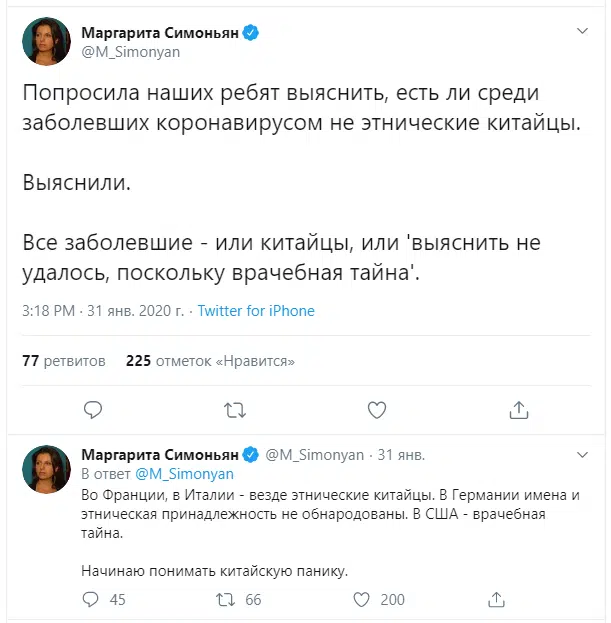 Маргарита Симоньян
@M_Simonyan
Попросила наших ребят выяснить, есть ли среди
заболевших коронавирусом не этнические китайцы.
Выяснили.
Все заболевшие - или китайцы, или 'выяснить не
удалось, поскольку врачебная тайна'.
3:18 PM · 31 янв. 2020 г. · Twitter for iPhone
77 ретвитов 225 отметок «Нравится»
Маргарита Симоньян @M_Simonyan · 31 янв.
В ответ @M_Simonyan
Во Франции, в Италии - везде этнические китайцы. В Германии имена и
этническая принадлежность не обнародованы. В США - врачебная
тайна.
Начинаю понимать китайскую панику.
45 66 200